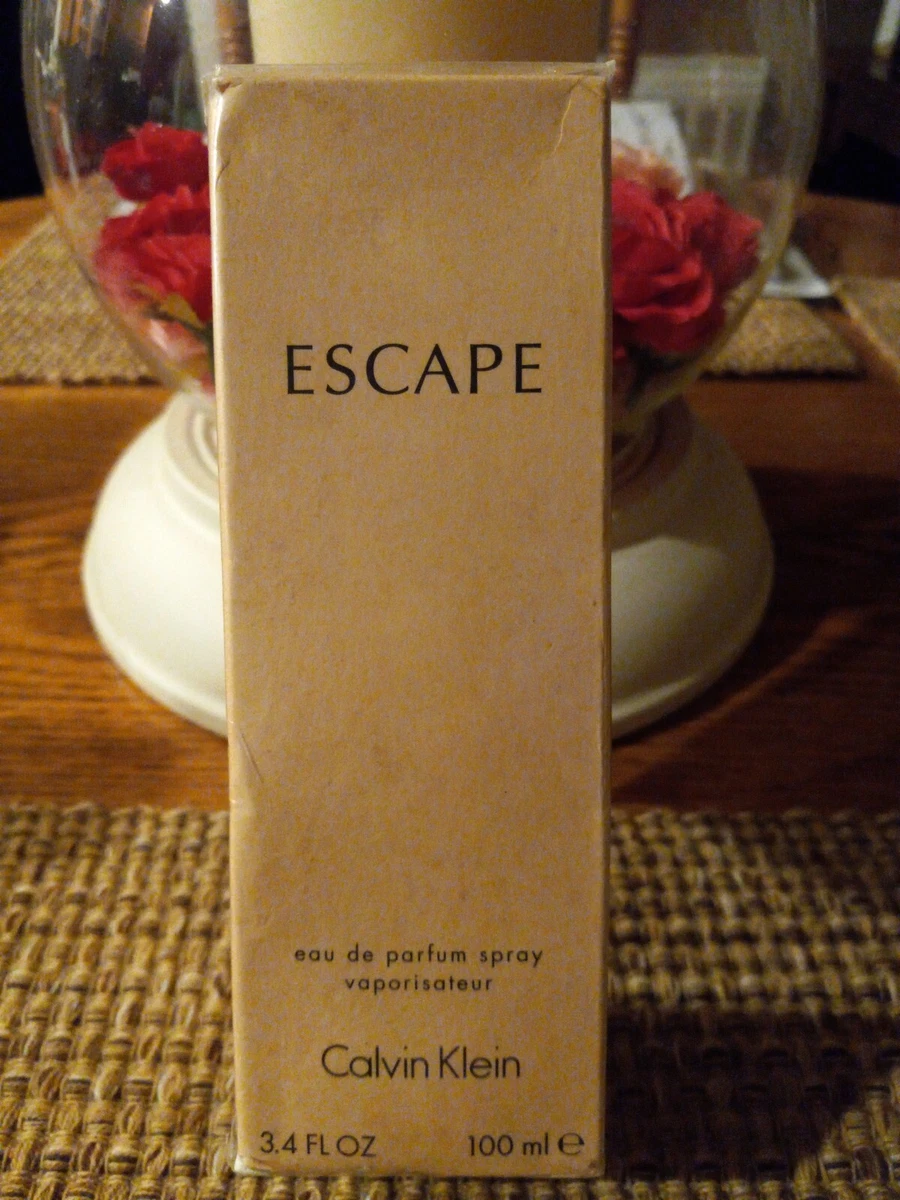 ESCAPE
eau de parfum spray
vaporisateur
Calvin Klein
3.4 FL OZ 100 ml ℮